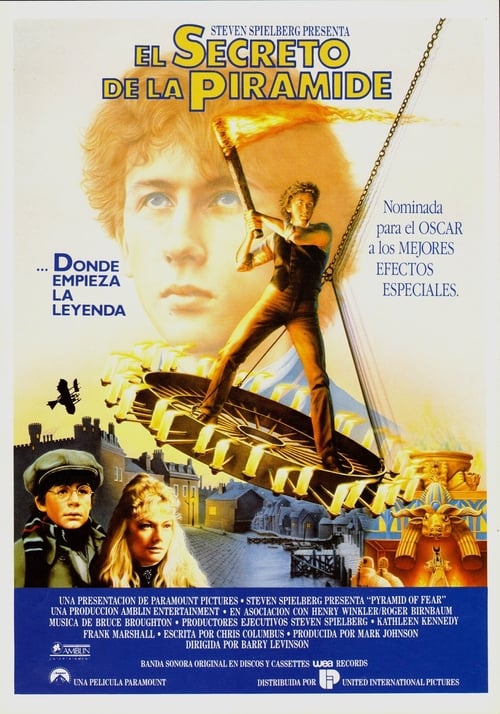 STEVEN SPIELBERG PRESENTA
EL SECRETO
DE LA PIRAMIDE
Nominada
para el OSCAR
a los MEJORES
EFECTOS
ESPECIALES.
... DONDE
EMPIEZA
LA
LEYENDA
UNA PRESENTACION DE PARAMOUNT PICTURES • STEVEN SPIELBERG PRESENTA "PYRAMID OF FEAR"
UNA PRODUCCION AMBLIN ENTERTAINMENT • EN ASOCIACION CON HENRY WINKLER/ROGER BIRNBAUM
MUSICA DE BRUCE BROUGHTON • PRODUCTORES EJECUTIVOS STEVEN SPIELBERG • KATHLEEN KENNEDY
FRANK MARSHALL • ESCRITA POR CHRIS COLUMBUS • PRODUCIDA POR MARK JOHNSON
DIRIGIDA POR BARRY LEVINSON
AMBLIN
ENTERTAINMENT
BANDA SONORA ORIGINAL EN DISCOS Y CASSETTES wea RECORDS
UNA PELICULA PARAMOUNT
DISTRIBUIDA POR UIP UNITED INTERNATIONAL PICTURES